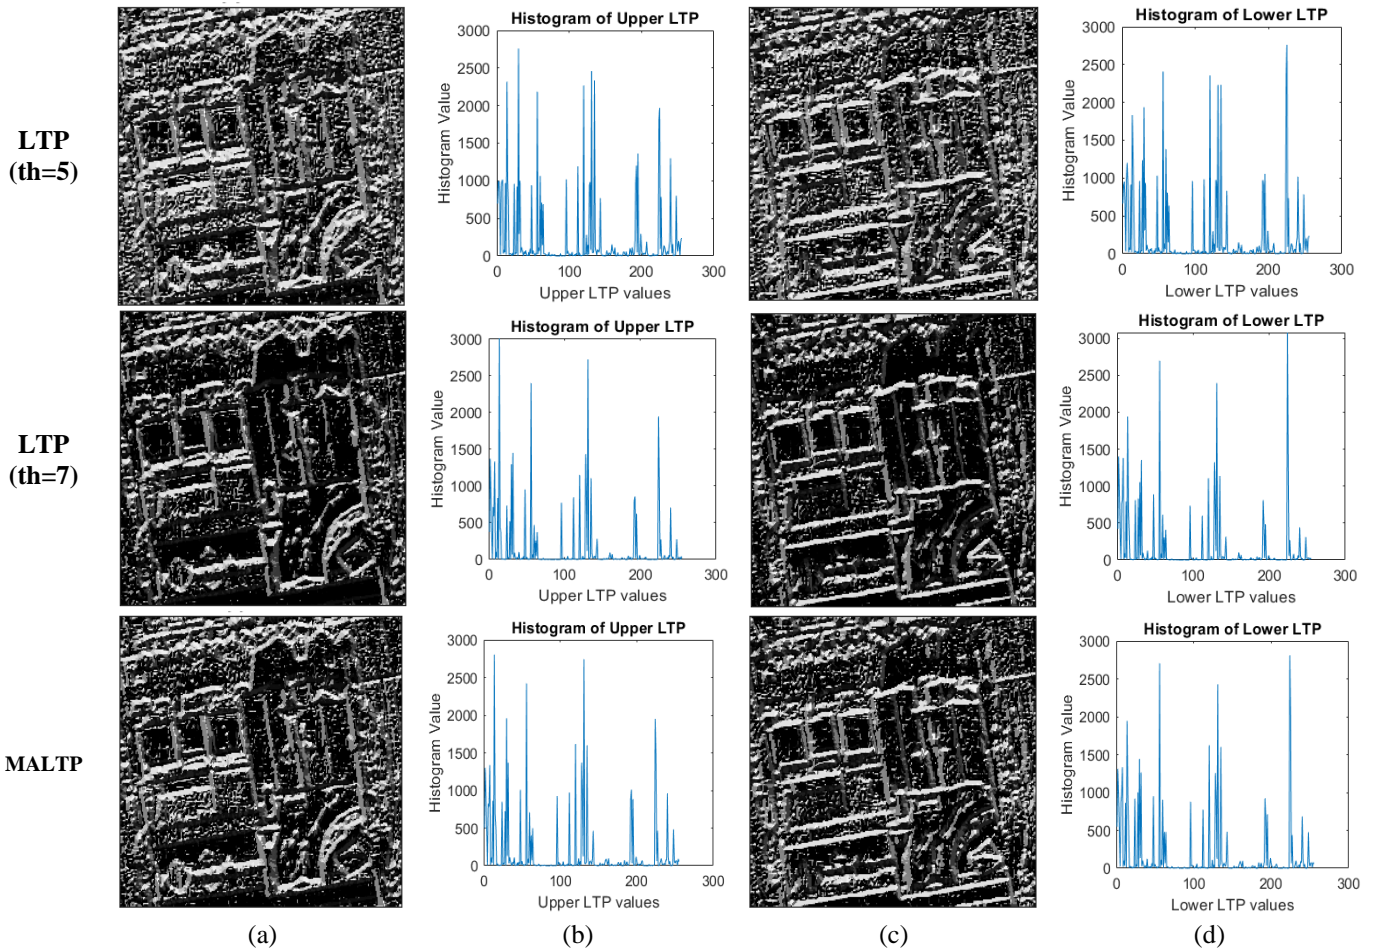 LTP
(th=5)
Histogram of Upper LTP
Histogram Value
3000
2500
2000
1500
1000
500
0
0 100 200 300
Upper LTP values
Histogram of Lower LTP
Histogram Value
3000
2500
2000
1500
1000
500
0
0 100 200 300
Lower LTP values
LTP
(th=7)
Histogram of Upper LTP
Histogram Value
3000
2500
2000
1500
1000
500
0
0 100 200 300
Upper LTP values
Histogram of Lower LTP
Histogram Value
3000
2500
2000
1500
1000
500
0
0 100 200 300
Lower LTP values
MALTP
Histogram of Upper LTP
Histogram Value
3000
2500
2000
1500
1000
500
0
0 100 200 300
Upper LTP values
Histogram of Lower LTP
Histogram Value
3000
2500
2000
1500
1000
500
0
0 100 200 300
Lower LTP values
(a) (b) (c) (d)